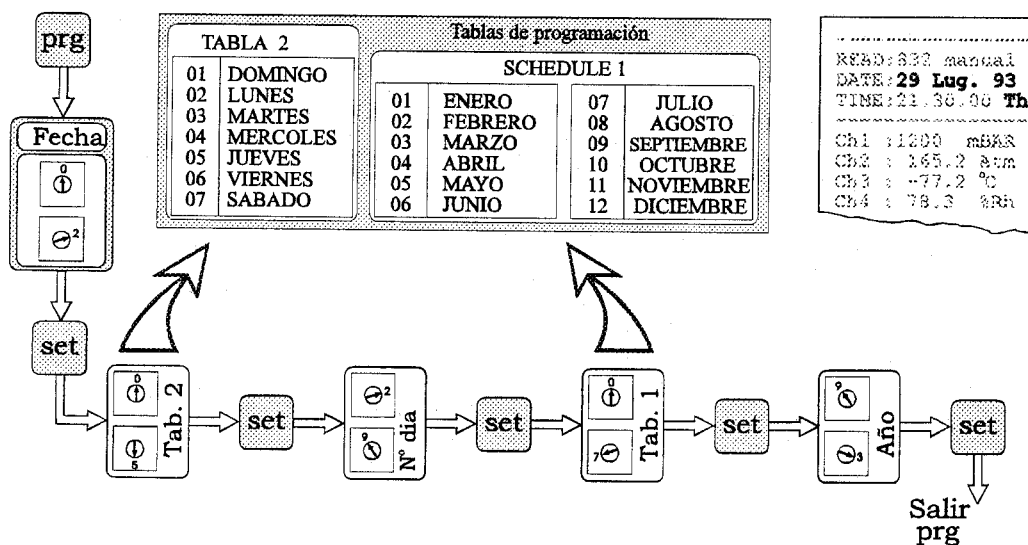 prg
Fecha
0
2
set
Tablas de programación
TABLA 2
01 DOMINGO
02 LUNES
03 MARTES
04 MERCOLES
05 JUEVES
06 VIERNES
07 SABADO
SCHEDULE 1
01 ENERO
02 FEBRERO
03 MARZO
04 ABRIL
05 MAYO
06 JUNIO
07 JULIO
08 AGOSTO
09 SEPTIEMBRE
10 OCTUBRE
11 NOVIEMBRE
12 DICIEMBRE
READ:832 manual
DATE:29 Lug. 93
TIME:21.30.00 Th
Ch1 :1200 mBAR
Ch2 : 165.2 Atm
Ch3 : -77.2 °C
Ch4 : 78.3 %Rh
0
5
Tab. 2
set
2
9
Nº dia
set
0
7
Tab. 1
set
9
3
Año
set
Salir
prg